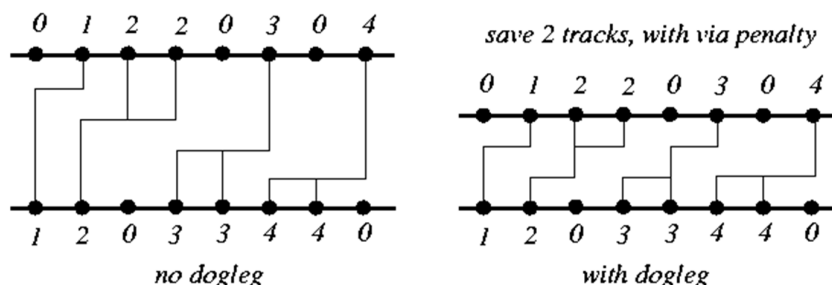 0 1 2 2 0 3 0 4
1 2 0 3 3 4 4 0
no dogleg
save 2 tracks, with via penalty
0 1 2 2 0 3 0 4
1 2 0 3 3 4 4 0
with dogleg